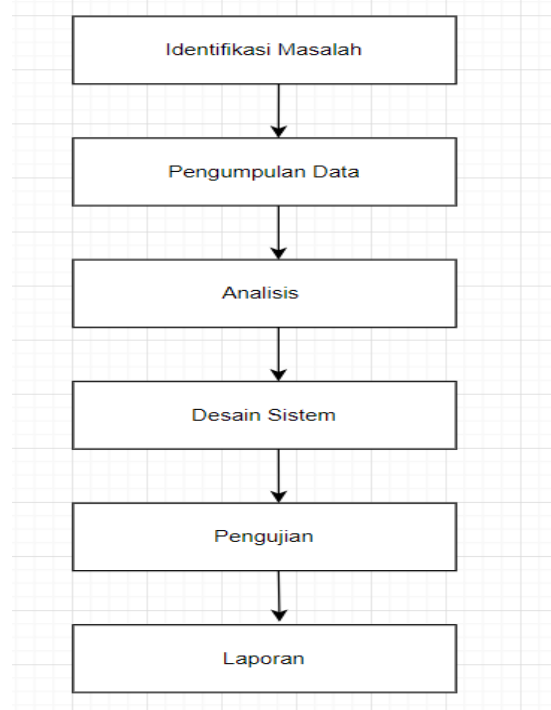 Identifikasi Masalah
Pengumpulan Data
Analisis
Desain Sistem
Pengujian
Laporan